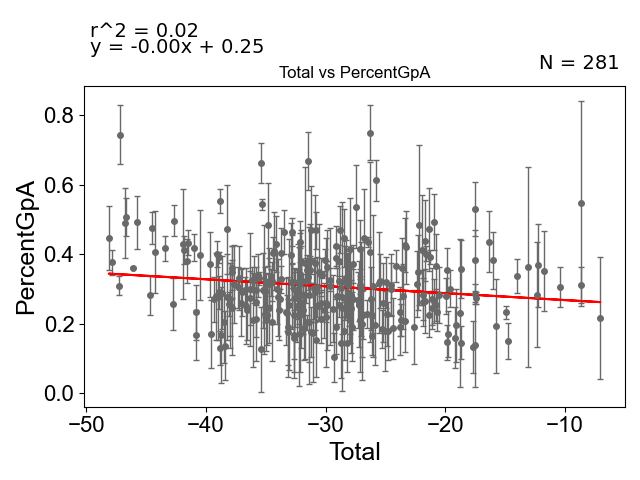 r^2 = 0.02
y = -0.00x + 0.25
N = 281
Total vs PercentGpA
PercentGpA
0.8
0.6
0.4
0.2
0.0
−50
−40
−30
−20
−10
Total